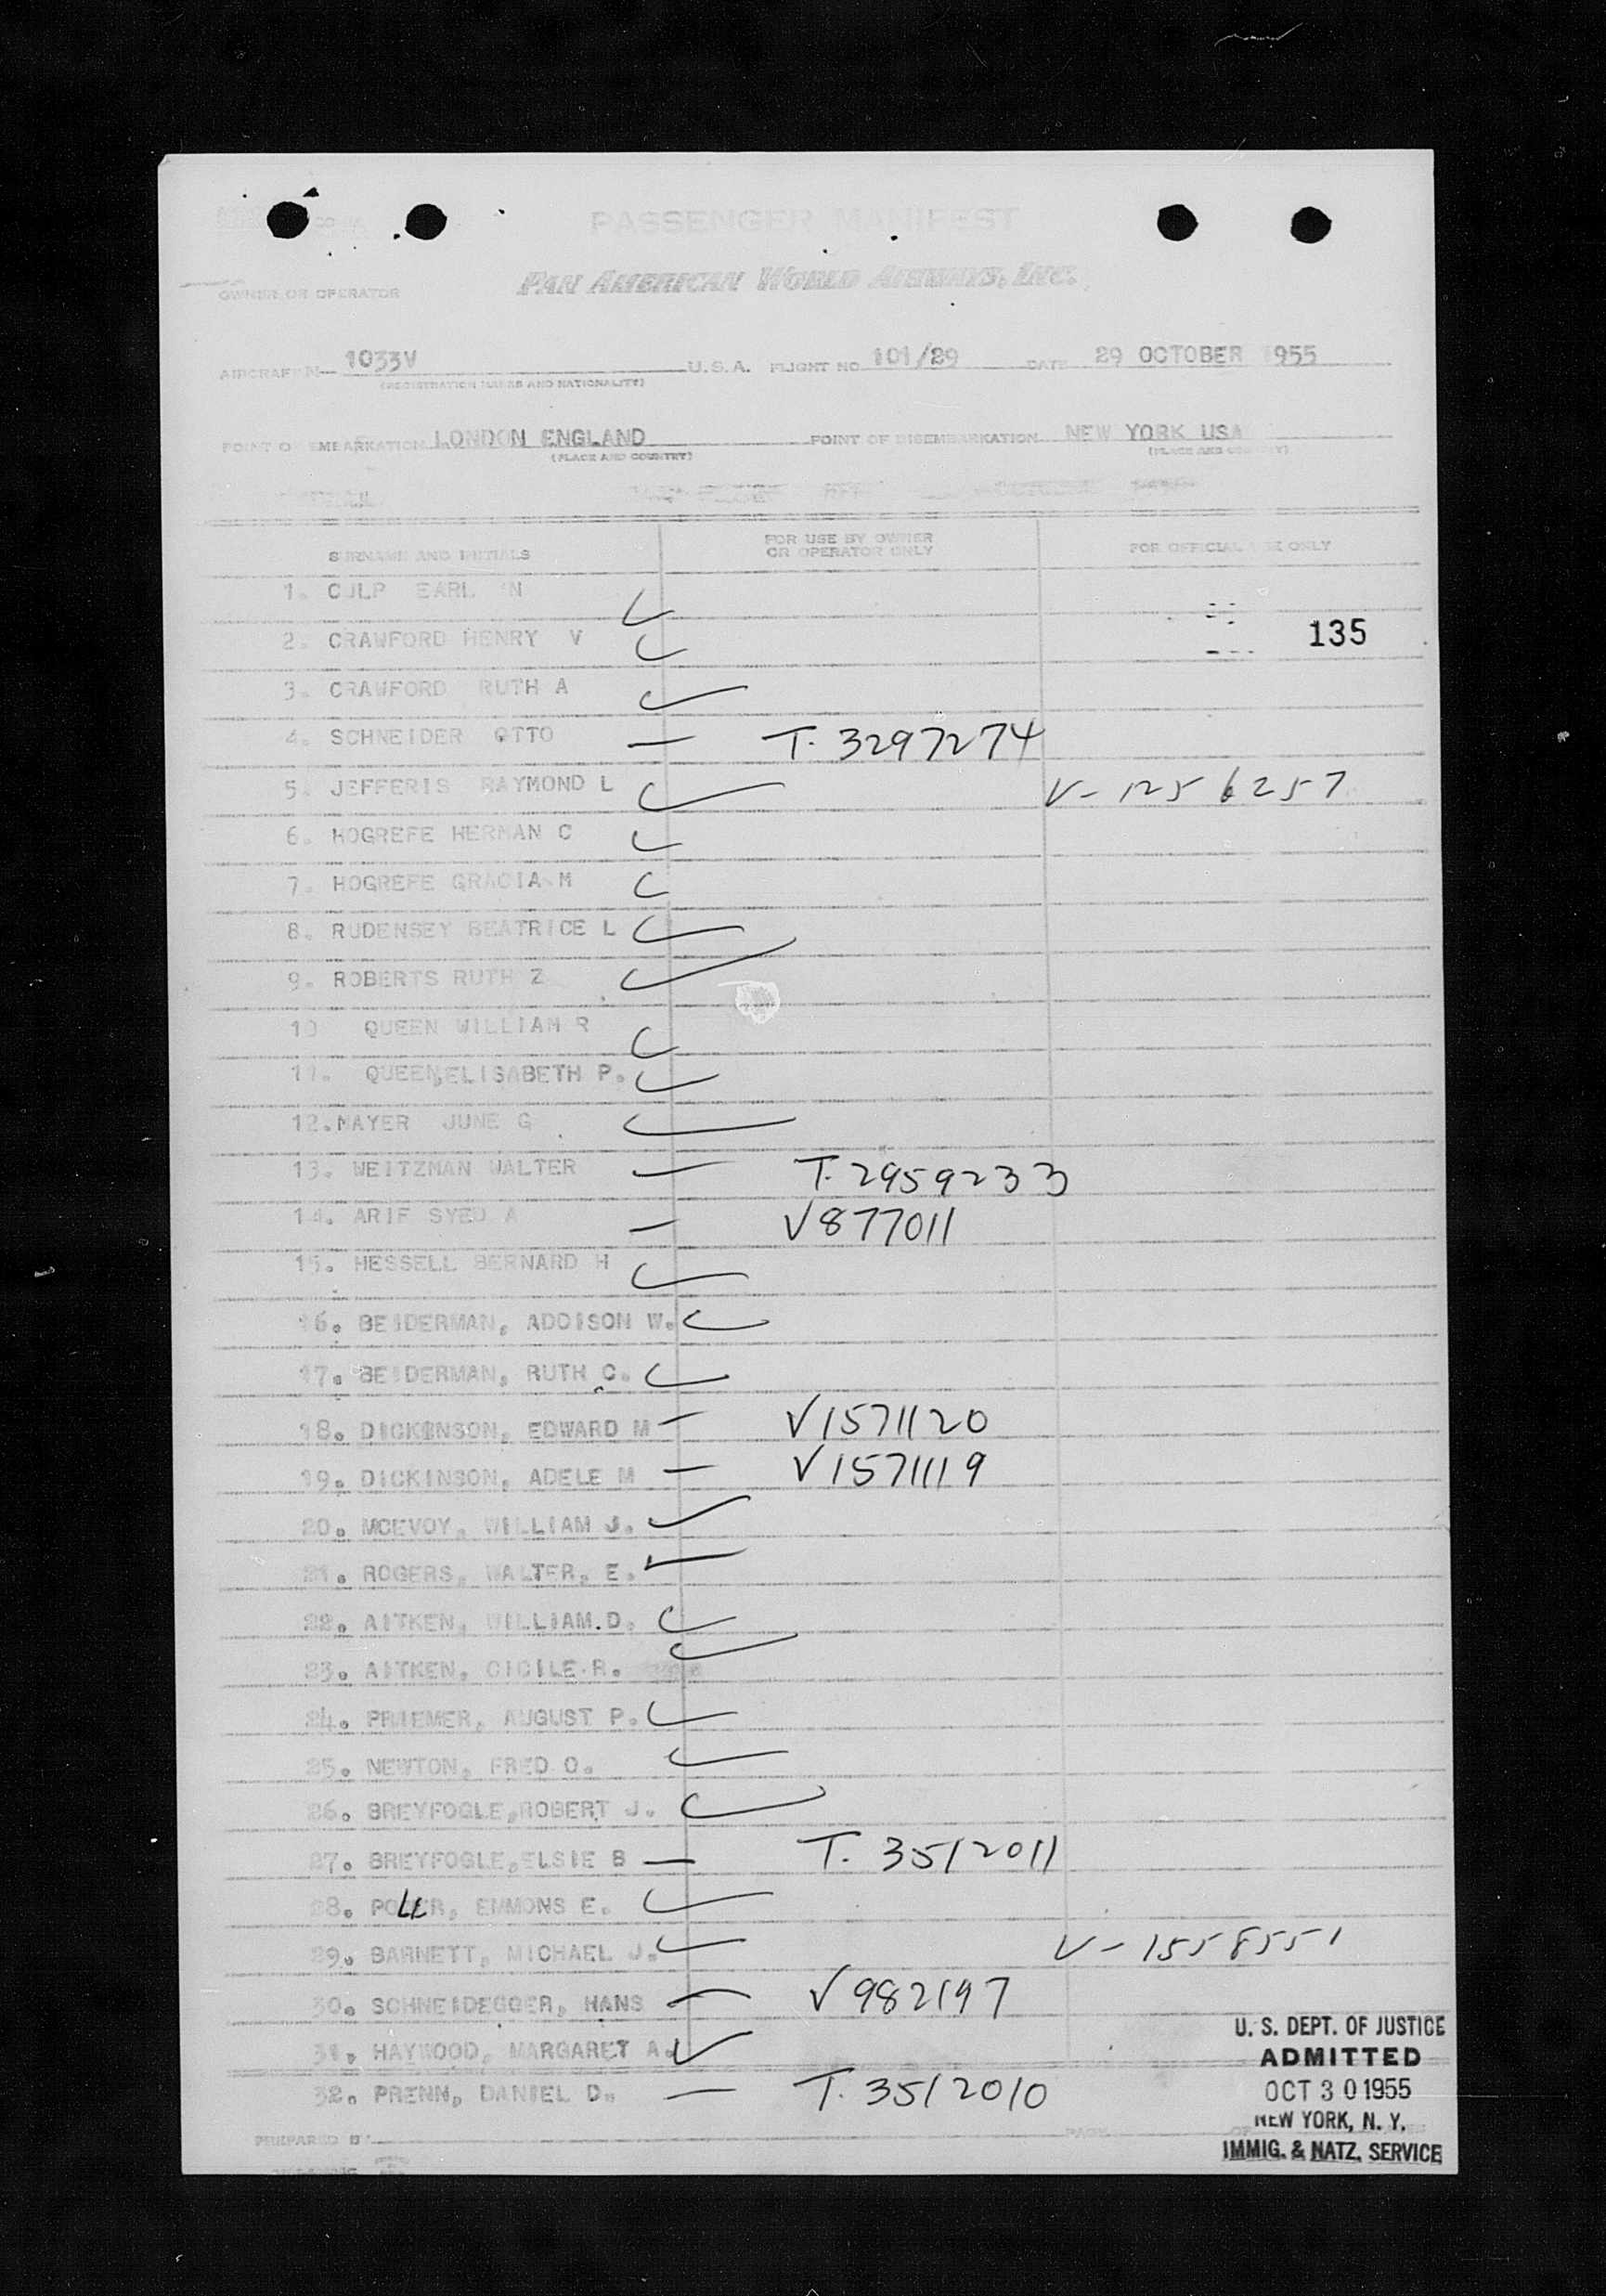 PASSENGER MANIFEST
OWNER OR OPERATOR PAN AMERICAN WORLD AIRWAYS, INC.
AIRCRAFT N- 1033V U.S.A. FLIGHT NO 101/29 DATE 29 OCTOBER 1955
(REGISTRATION MARKS AND NATIONALITY)
POINT OF EMBARKATION LONDON ENGLAND POINT OF DISEMBARKATION NEW YORK USA
(PLACE AND COUNTRY) (PLACE AND COUNTRY)
SURNAME AND INITIALS FOR USE BY OWNER OR OPERATOR ONLY FOR OFFICIAL USE ONLY
1. CULP EARL N
2. CRAWFORD HENRY V 135
3. CRAWFORD RUTH A
4. SCHNEIDER OTTO — T. 3297274
5. JEFFERIS RAYMOND L V-1256257
6. HOGREFE HERMAN C
7. HOGREFE GRACIA M
8. RUDENSEY BEATRICE L
9. ROBERTS RUTH Z
10 QUEEN WILLIAM R
11. QUEEN,ELISABETH P.
12.MAYER JUNE G
13. WEITZMAN WALTER — T. 2959233
14. ARIF SYED A — V877011
15. HESSELL BERNARD H
16. BEIDERMAN, ADDISON W.
17. BEIDERMAN, RUTH C.
18. DICKINSON, EDWARD M — V1571120
19. DICKINSON, ADELE M — V1571119
20. MCEVOY, WILLIAM J.
21. ROGERS, WALTER, E.
22. AITKEN, WILLIAM.D.
23. AITKEN, CICILE R.
24. PRIEMER, AUGUST P.
25. NEWTON, FRED O.
26. BREYFOGLE,ROBERT J.
27. BREYFOGLE,ELSIE B — T. 3512011
28. POLER, EMMONS E.
29. BARNETT, MICHAEL J. V-1558551
30. SCHNEIDEGGER, HANS — V982197
31. HAYWOOD, MARGARET A.
32. PRENN, DANIEL D. — T. 3512010
PREPARED BY PAGE OF
U. S. DEPT. OF JUSTICE
ADMITTED
OCT 30 1955
NEW YORK, N. Y.
IMMIG. & NATZ. SERVICE